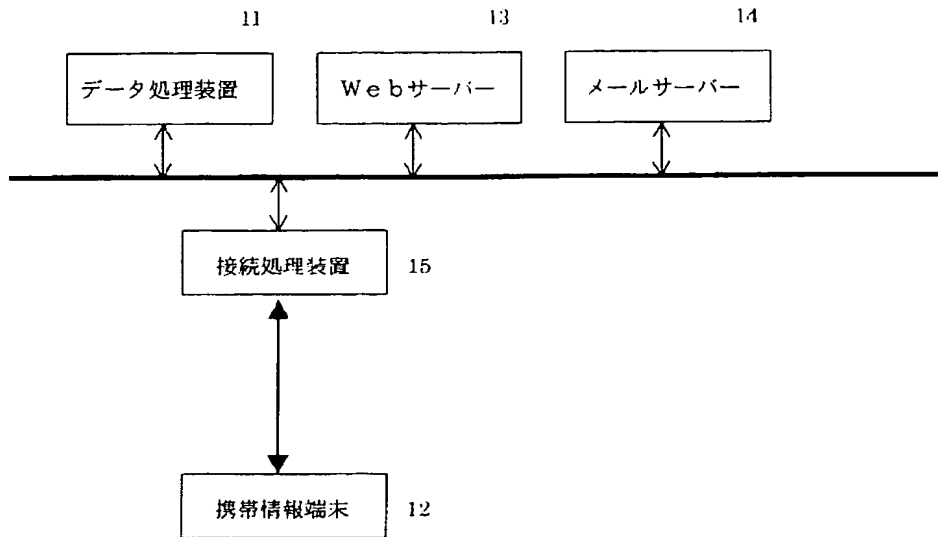 11
13
14
データ処理装置
Ｗｅｂサーバー
メールサーバー
接続処理装置
15
携帯情報端末
12